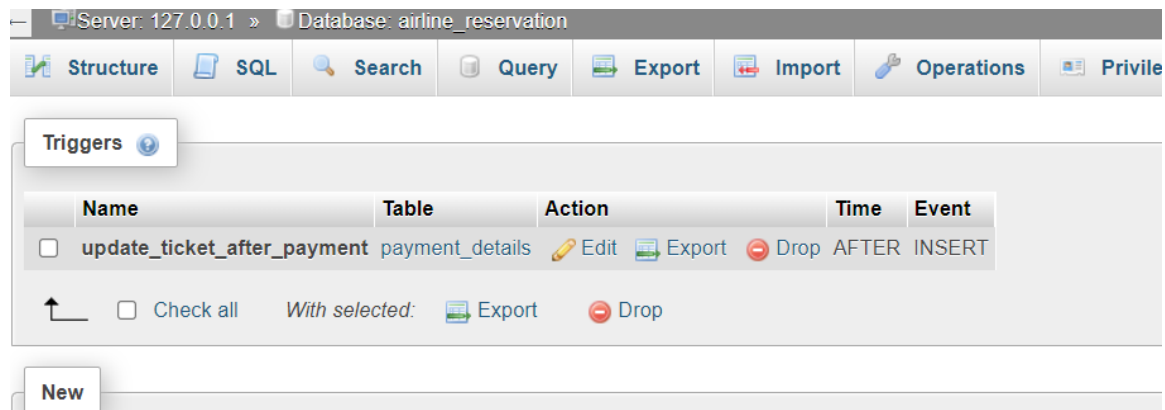 Server: 127.0.0.1 » Database: airline_reservation
Structure SQL Search Query Export Import Operations
Triggers
Name Table Action Time Event
update_ticket_after_payment payment_details Edit Export Drop AFTER INSERT
Check all With selected: Export Drop
New